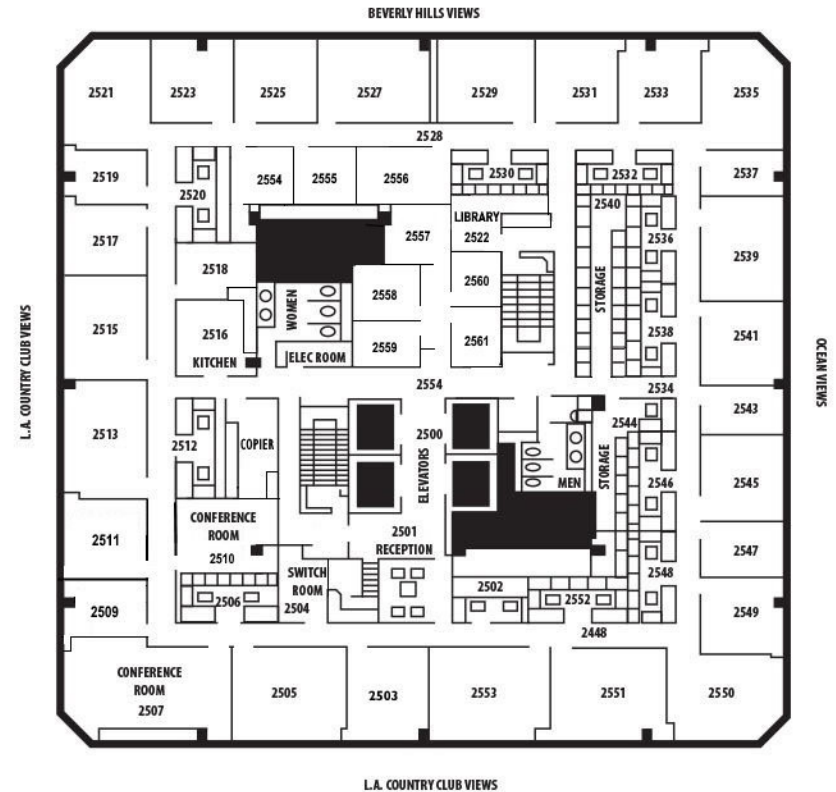 BEVERLY HILLS VIEWS
2521
2523
2525
2527
2529
2531
2533
2535
2528
2519
2520
2554
2555
2556
2530
2532
2537
2540
LIBRARY
2522
2536
2517
2518
2557
2539
WOMEN
2558
2560
STORAGE
2515
2516
2538
2541
KITCHEN
ELEC ROOM
2559
2561
L.A. COUNTRY CLUB VIEWS
OCEAN VIEWS
2554
2534
2513
2512
COPIER
2500
ELEVATORS
2544
2543
STORAGE
MEN
2546
2545
CONFERENCE
ROOM
2510
2511
2501
RECEPTION
2547
SWITCH
ROOM
2504
2548
2509
2506
2502
2552
2549
2448
CONFERENCE
ROOM
2507
2505
2503
2553
2551
2550
L.A. COUNTRY CLUB VIEWS